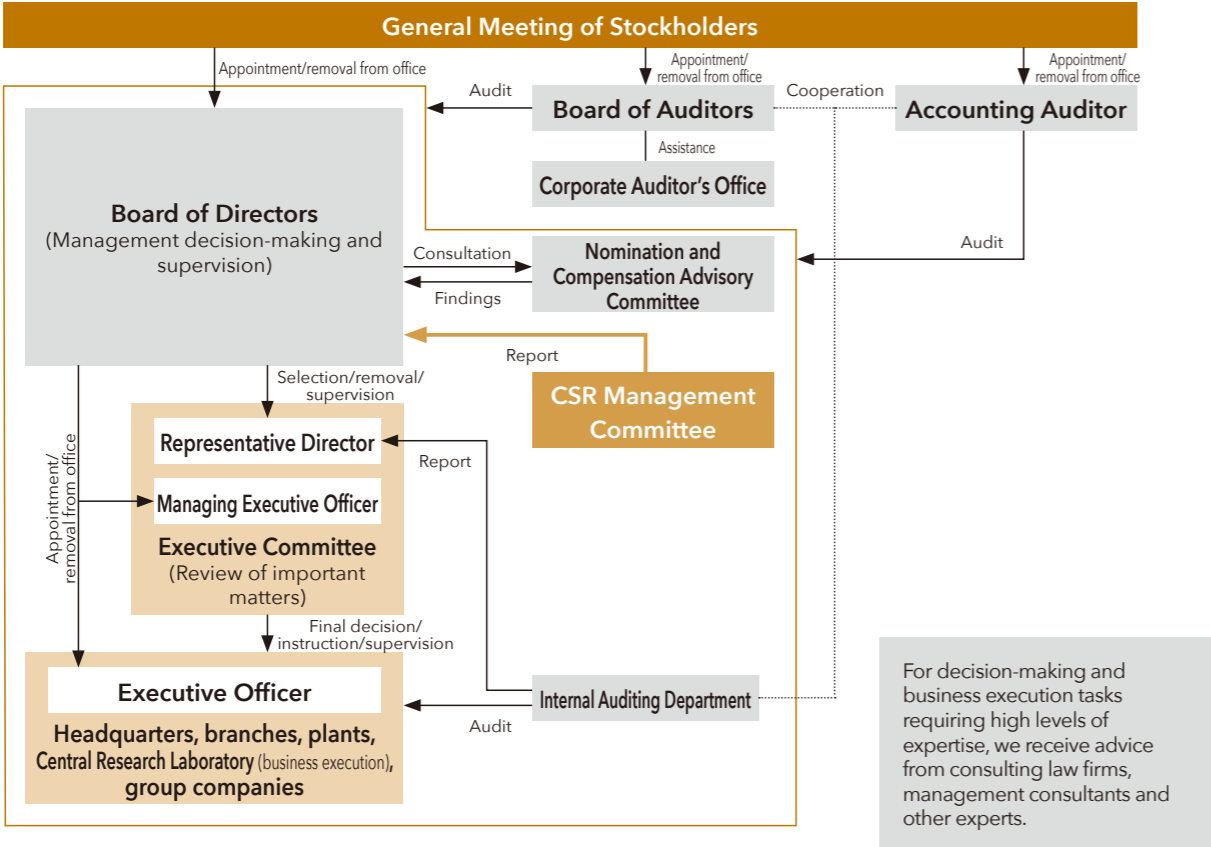 General Meeting of Stockholders
Appointment/removal from office
Appointment/
removal from office
Appointment/
removal from office
Audit
Board of Auditors
Cooperation
Accounting Auditor
Assistance
Corporate Auditor's Office
Board of Directors
(Management decision-making and
supervision)
Consultation
Findings
Nomination and
Compensation Advisory
Committee
Audit
Report
CSR Management
Committee
Selection/removal/
supervision
Representative Director
Report
Managing Executive Officer
Appointment/
removal from office
Executive Committee
(Review of important
matters)
Final decision/
instruction/supervision
Executive Officer
Internal Auditing Department
Audit
Headquarters, branches, plants,
Central Research Laboratory (business execution),
group companies
For decision-making and
business execution tasks
requiring high levels of
expertise, we receive advice
from consulting law firms,
management consultants and
other experts.